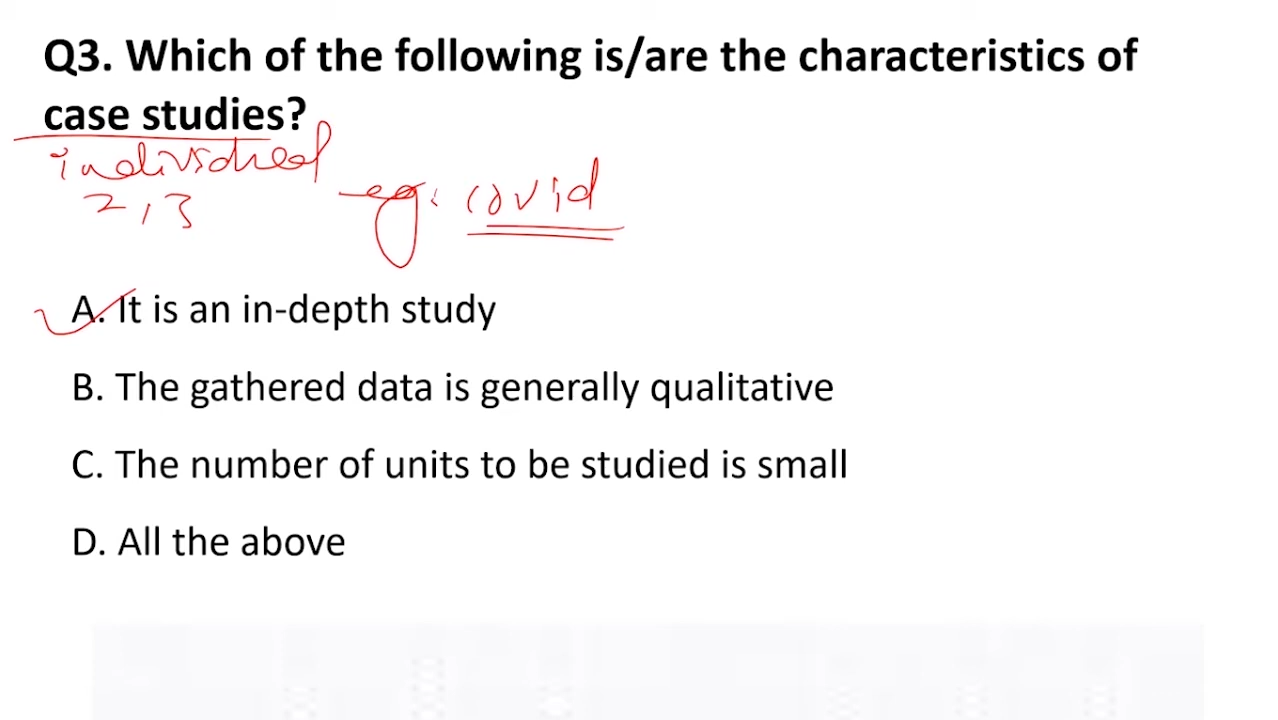 Q3. Which of the following is/are the characteristics of
case studies?
individual
2, 3
eg. covid
A. It is an in-depth study
B. The gathered data is generally qualitative
C. The number of units to be studied is small
D. All the above